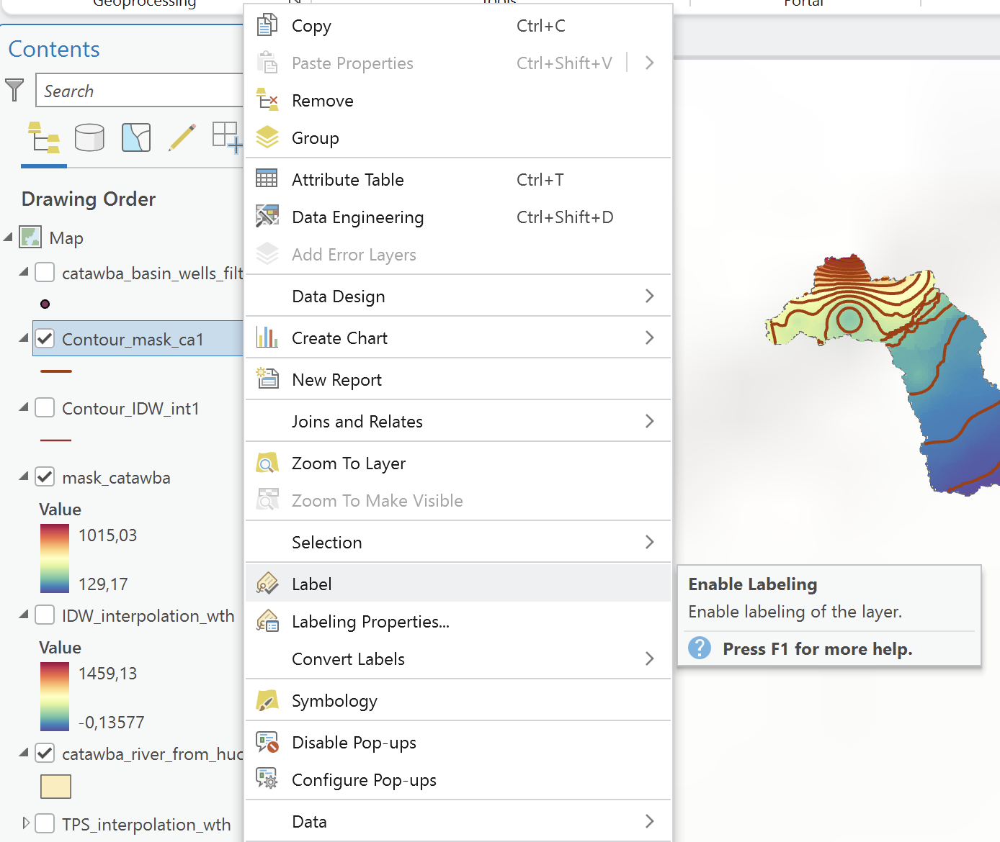 Geoprocessing
Tools
Portal
Contents
Search
Drawing Order
Map
catawba_basin_wells_filt
Contour_mask_ca1
Contour_IDW_int1
mask_catawba
Value
1015,03
129,17
IDW_interpolation_wth
Value
1459,13
-0,13577
catawba_river_from_huc
TPS_interpolation_wth
Copy Ctrl+C
Paste Properties Ctrl+Shift+V
Remove
Group
Attribute Table Ctrl+T
Data Engineering Ctrl+Shift+D
Add Error Layers
Data Design
Create Chart
New Report
Joins and Relates
Zoom To Layer
Zoom To Make Visible
Selection
Label
Labeling Properties...
Convert Labels
Symbology
Disable Pop-ups
Configure Pop-ups
Data
Enable Labeling
Enable labeling of the layer.
Press F1 for more help.